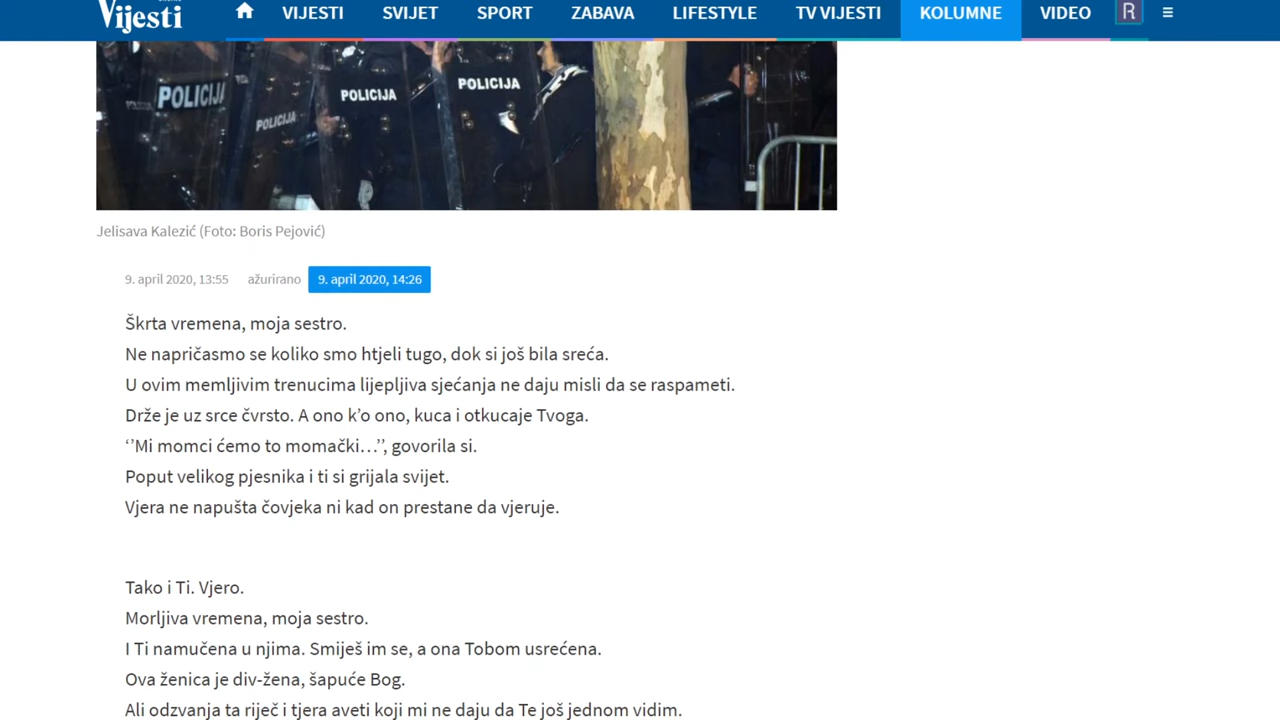 Vijesti
VIJESTI SVIJET SPORT ZABAVA LIFESTYLE TV VIJESTI KOLUMNE VIDEO R
POLICIJA POLICIJA POLICIJA POLICIJA
Jelisava Kalezić (Foto: Boris Pejović)
9. april 2020, 13:55 ažurirano 9. april 2020, 14:26
Škrta vremena, moja sestro.
Ne napričasmo se koliko smo htjeli tugo, dok si još bila sreća.
U ovim memljivim trenucima lijepljiva sjećanja ne daju misli da se raspameti.
Drže je uz srce čvrsto. A ono k’o ono, kuca i otkucaje Tvoga.
‘’Mi momci ćemo to momački…’’, govorila si.
Poput velikog pjesnika i ti si grijala svijet.
Vjera ne napušta čovjeka ni kad on prestane da vjeruje.
Tako i Ti. Vjero.
Morljiva vremena, moja sestro.
I Ti namučena u njima. Smiješ im se, a ona Tobom usrećena.
Ova ženica je div-žena, šapuće Bog.
Ali odzvanja ta riječ i tjera aveti koji mi ne daju da Te još jednom vidim.